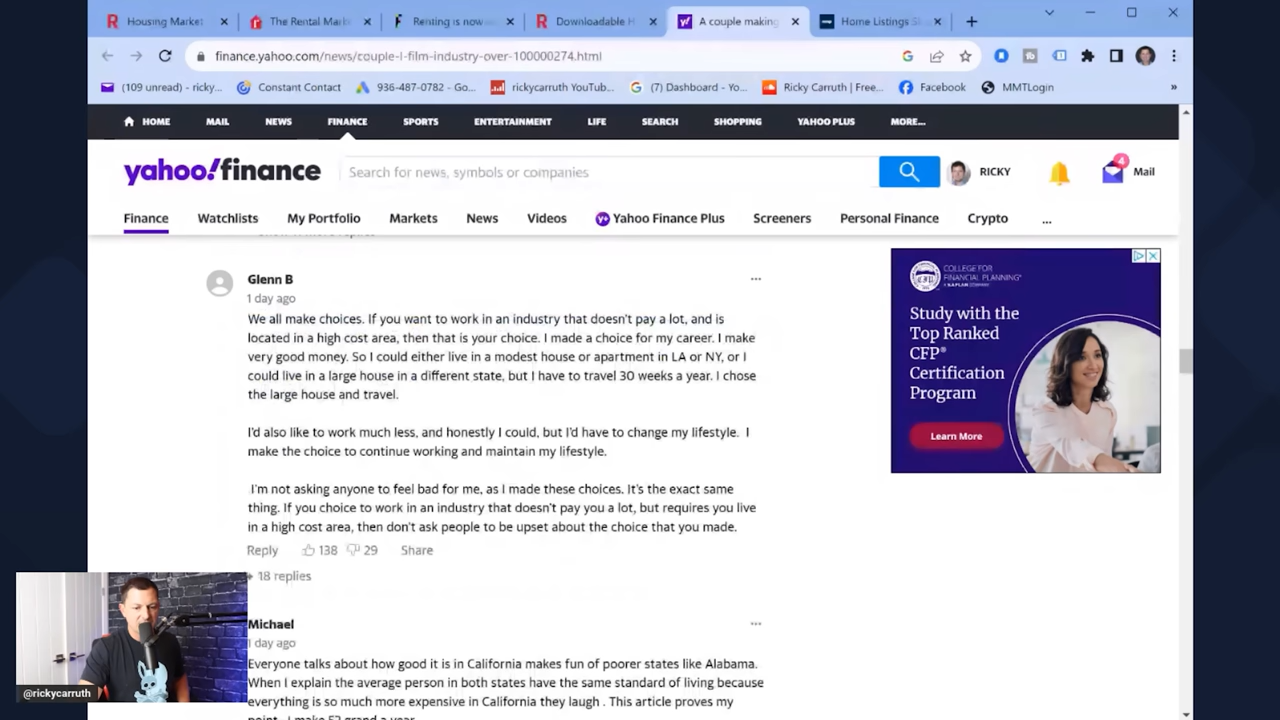 Housing Market
The Rental Mark
Renting is now
Downloadable H
A couple making
Home Listings
finance.yahoo.com/news/couple-l-film-industry-over-100000274.html
(109 unread) - ricky...
Constant Contact
936-487-0782 - Go...
rickycarruth YouTub...
(7) Dashboard - Yo...
Ricky Carruth | Free...
Facebook
MMTLogin
»
HOME
MAIL
NEWS
FINANCE
SPORTS
ENTERTAINMENT
LIFE
SEARCH
SHOPPING
YAHOO PLUS
MORE...
yahoo!finance
Search for news, symbols or companies
RICKY
4
Mail
Finance
Watchlists
My Portfolio
Markets
News
Videos
Yahoo Finance Plus
Screeners
Personal Finance
Crypto
...
Glenn B
1 day ago
We all make choices. If you want to work in an industry that doesn't pay a lot, and is
located in a high cost area, then that is your choice. I made a choice for my career. I make
very good money. So I could either live in a modest house or apartment in LA or NY, or I
could live in a large house in a different state, but I have to travel 30 weeks a year. I chose
the large house and travel.
I'd also like to work much less, and honestly I could, but I'd have to change my lifestyle. I
make the choice to continue working and maintain my lifestyle.
I'm not asking anyone to feel bad for me, as I made these choices. It's the exact same
thing. If you choice to work in an industry that doesn't pay you a lot, but requires you live
in a high cost area, then don't ask people to be upset about the choice that you made.
Reply
138
29
Share
18 replies
Michael
1 day ago
Everyone talks about how good it is in California makes fun of poorer states like Alabama.
When I explain the average person in both states have the same standard of living because
everything is so much more expensive in California they laugh . This article proves my
COLLEGE FOR
FINANCIAL PLANNING
Study with the
Top Ranked
CFP®
Certification
Program
Learn More
@rickycarruth